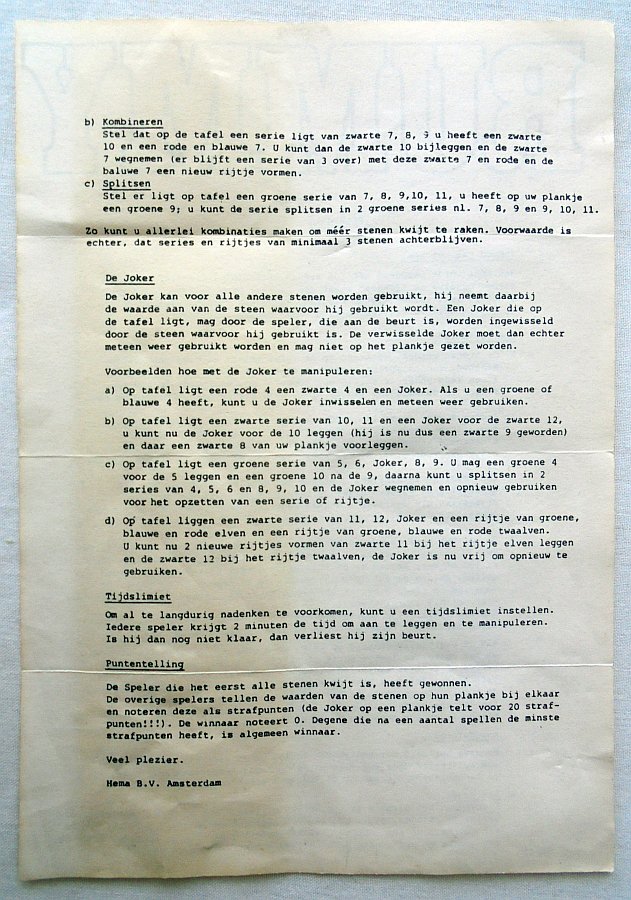 b) Kombineren
Stel dat op de tafel een serie ligt van zwarte 7, 8, 9 u heeft een zwarte
10 en een rode en blauwe 7. U kunt dan de zwarte 10 bijleggen en de zwarte
7 wegnemen (er blijft een serie van 3 over) met deze zwarte 7 en rode en de
baluwe 7 een nieuw rijtje vormen.
c) Splitsen
Stel er ligt op tafel een groene serie van 7, 8, 9,10, 11, u heeft op uw plankje
een groene 9; u kunt de serie splitsen in 2 groene series nl. 7, 8, 9 en 9, 10, 11.
Zo kunt u allerlei kombinaties maken om méér stenen kwijt te raken. Voorwaarde is
echter, dat series en rijtjes van minimaal 3 stenen achterblijven.
De Joker
De Joker kan voor alle andere stenen worden gebruikt, hij neemt daarbij
de waarde aan van de steen waarvoor hij gebruikt wordt. Een Joker die op
de tafel ligt, mag door de speler, die aan de beurt is, worden ingewisseld
door de steen waarvoor hij gebruikt is. De verwisselde Joker moet dan echter
meteen weer gebruikt worden en mag niet op het plankje gezet worden.
Voorbeelden hoe met de Joker te manipuleren:
a) Op tafel ligt een rode 4 een zwarte 4 en een Joker. Als u een groene of
blauwe 4 heeft, kunt u de Joker inwisselen en meteen weer gebruiken.
b) Op tafel ligt een zwarte serie van 10, 11 en een Joker voor de zwarte 12,
u kunt nu de Joker voor de 10 leggen (hij is nu dus een zwarte 9 geworden)
en daar een zwarte 8 van uw plankje voorleggen.
c) Op tafel ligt een groene serie van 5, 6, Joker, 8, 9. U mag een groene 4
voor de 5 leggen en een groene 10 na de 9, daarna kunt u splitsen in 2
series van 4, 5, 6 en 8, 9, 10 en de Joker wegnemen en opnieuw gebruiken
voor het opzetten van een serie of rijtje.
d) Op tafel liggen een zwarte serie van 11, 12, Joker en een rijtje van groene,
blauwe en rode elven en een rijtje van groene, blauwe en rode twaalven.
U kunt nu 2 nieuwe rijtjes vormen van zwarte 11 bij het rijtje elven leggen
en de zwarte 12 bij het rijtje twaalven, de Joker is nu vrij om opnieuw te
gebruiken.
Tijdslimiet
Om al te langdurig nadenken te voorkomen, kunt u een tijdslimiet instellen.
Iedere speler krijgt 2 minuten de tijd om aan te leggen en te manipuleren.
Is hij dan nog niet klaar, dan verliest hij zijn beurt.
Puntentelling
De Speler die het eerst alle stenen kwijt is, heeft gewonnen.
De overige spelers tellen de waarden van de stenen op hun plankje bij elkaar
en noteren deze als strafpunten (de Joker op een plankje telt voor 20 straf-
punten!!!). De winnaar noteert 0. Degene die na een aantal spellen de minste
strafpunten heeft, is algemeen winnaar.
Veel plezier.
Hema B.V. Amsterdam